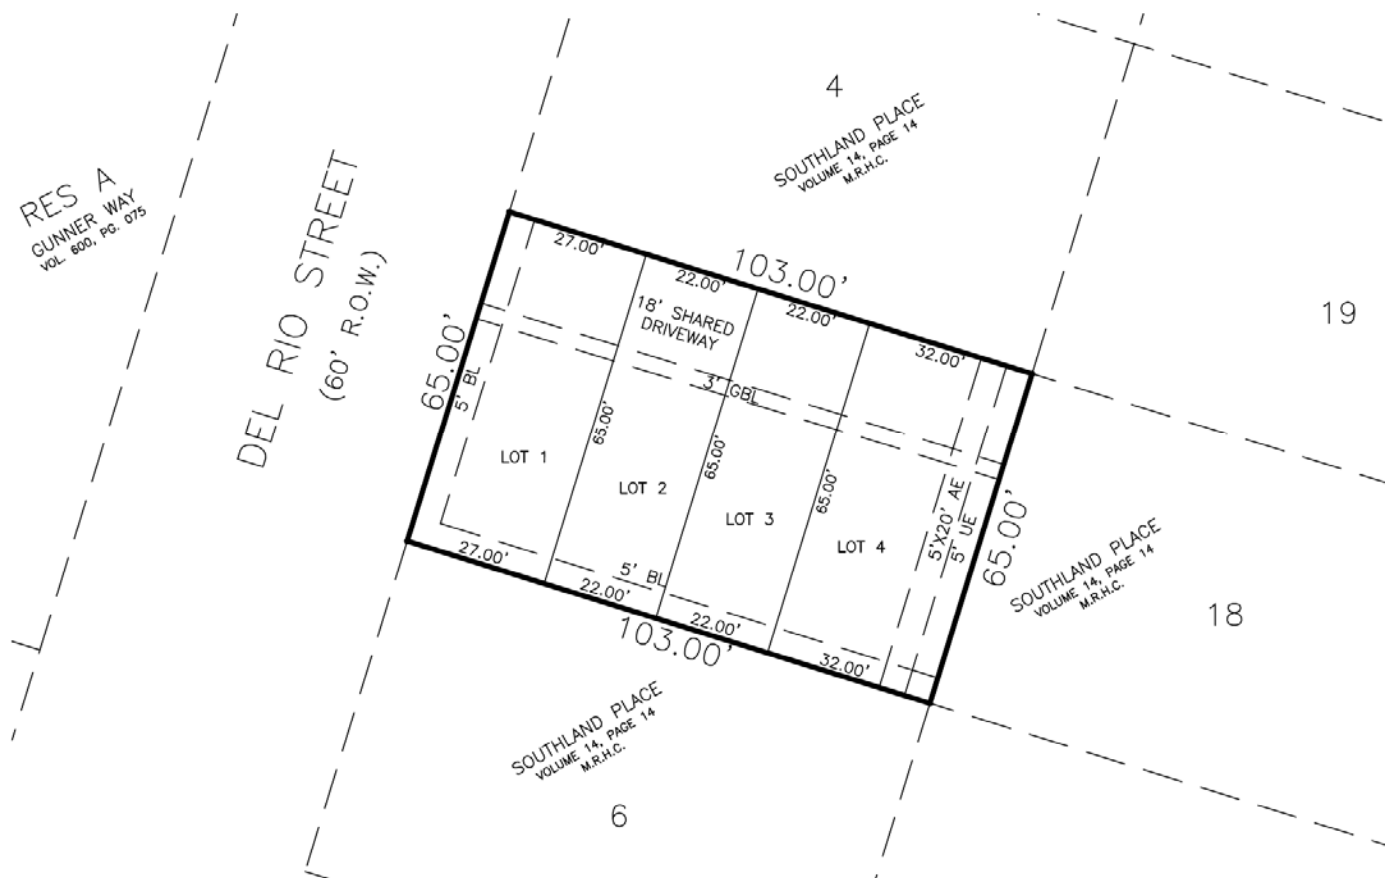 4
SOUTHLAND PLACE
VOLUME 14, PAGE 14
M.R.H.C.
RES A
GUNNER WAY
VOL. 600, PG. 075
DEL RIO STREET
(60' R.O.W.)
27.00'
22.00'
103.00'
22.00'
32.00'
18' SHARED
DRIVEWAY
19
65.00'
5' BL
3' GBL
65.00'
65.00'
65.00'
LOT 1
LOT 2
LOT 3
LOT 4
5'X20' AE
5' UE
65.00'
27.00'
5' BL
22.00'
22.00'
103.00'
32.00'
SOUTHLAND PLACE
VOLUME 14, PAGE 14
M.R.H.C.
18
SOUTHLAND PLACE
VOLUME 14, PAGE 14
M.R.H.C.
6